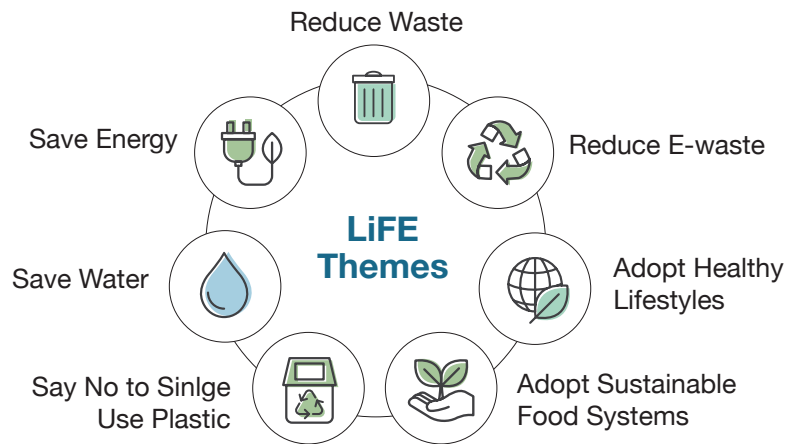 Reduce Waste
Save Energy
Reduce E-waste
LiFE
Themes
Save Water
Adopt Healthy
Lifestyles
Say No to Sinlge
Use Plastic
Adopt Sustainable
Food Systems